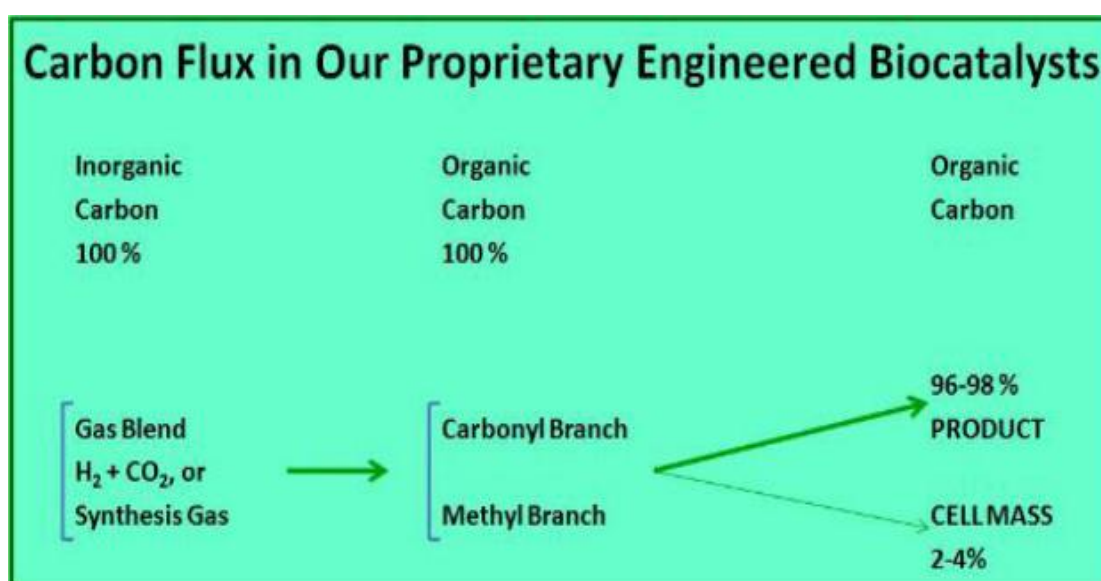 Carbon Flux in Our Proprietary Engineered Biocatalysts
Inorganic
Carbon
100 %
Organic
Carbon
100 %
Organic
Carbon
Gas Blend
H₂ + CO₂, or
Synthesis Gas
Carbonyl Branch
Methyl Branch
96-98 %
PRODUCT
CELL MASS
2-4%